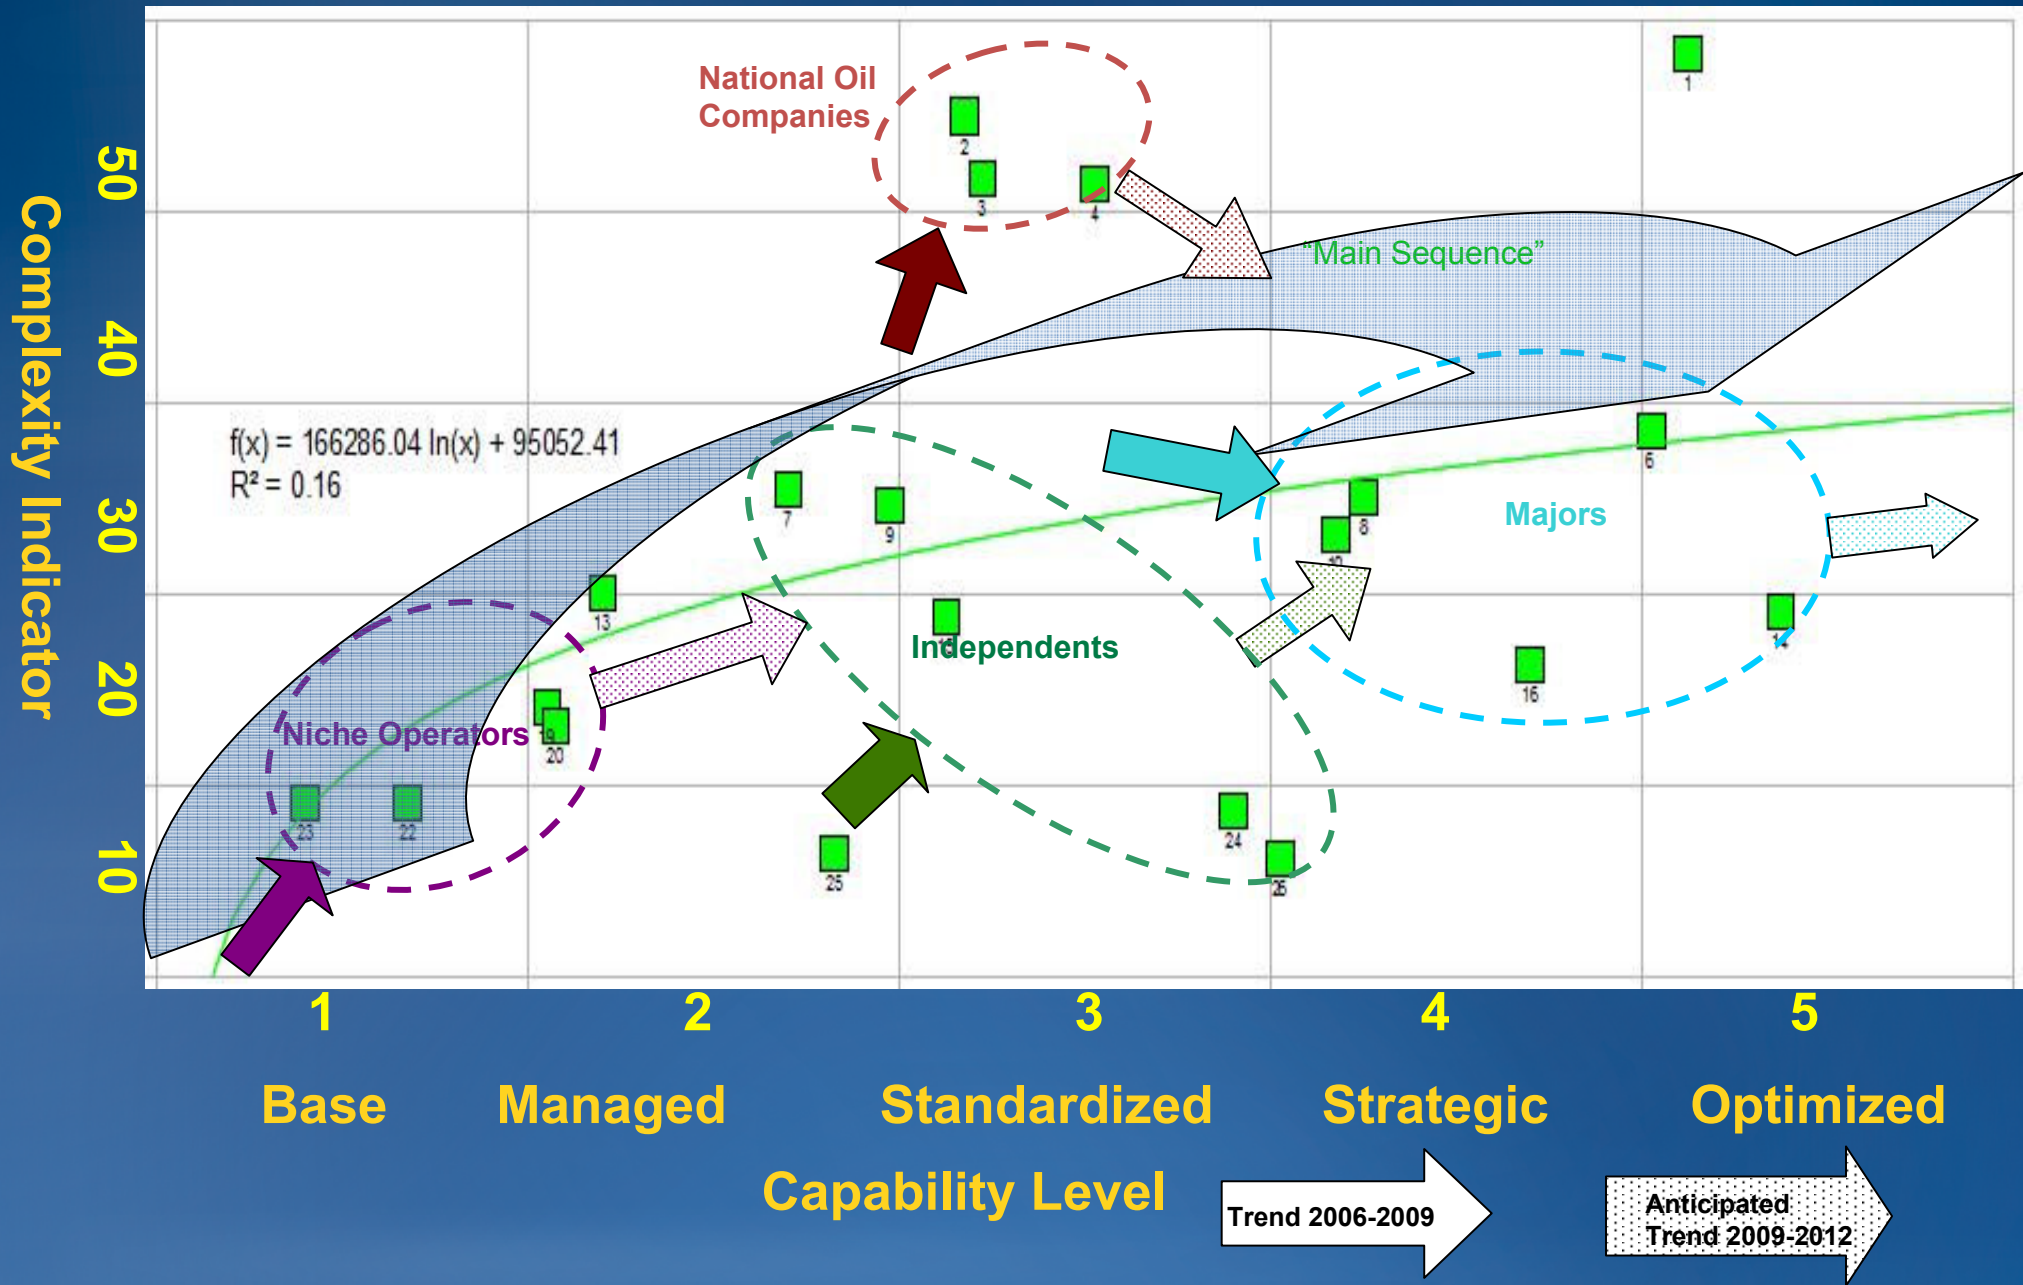 National Oil
Companies
1
2
3
4
50
"Main Sequence"
40
f(x) = 166286.04 ln(x) + 95052.41
R² = 0.16
6
Majors
7
9
8
10
30
Complexity Indicator
13
Independents
14
16
20
Niche Operators
19
20
23
22
24
25
10
1
2
3
4
5
Base
Managed
Standardized
Strategic
Optimized
Capability Level
Trend 2006-2009
Anticipated
Trend 2009-2012